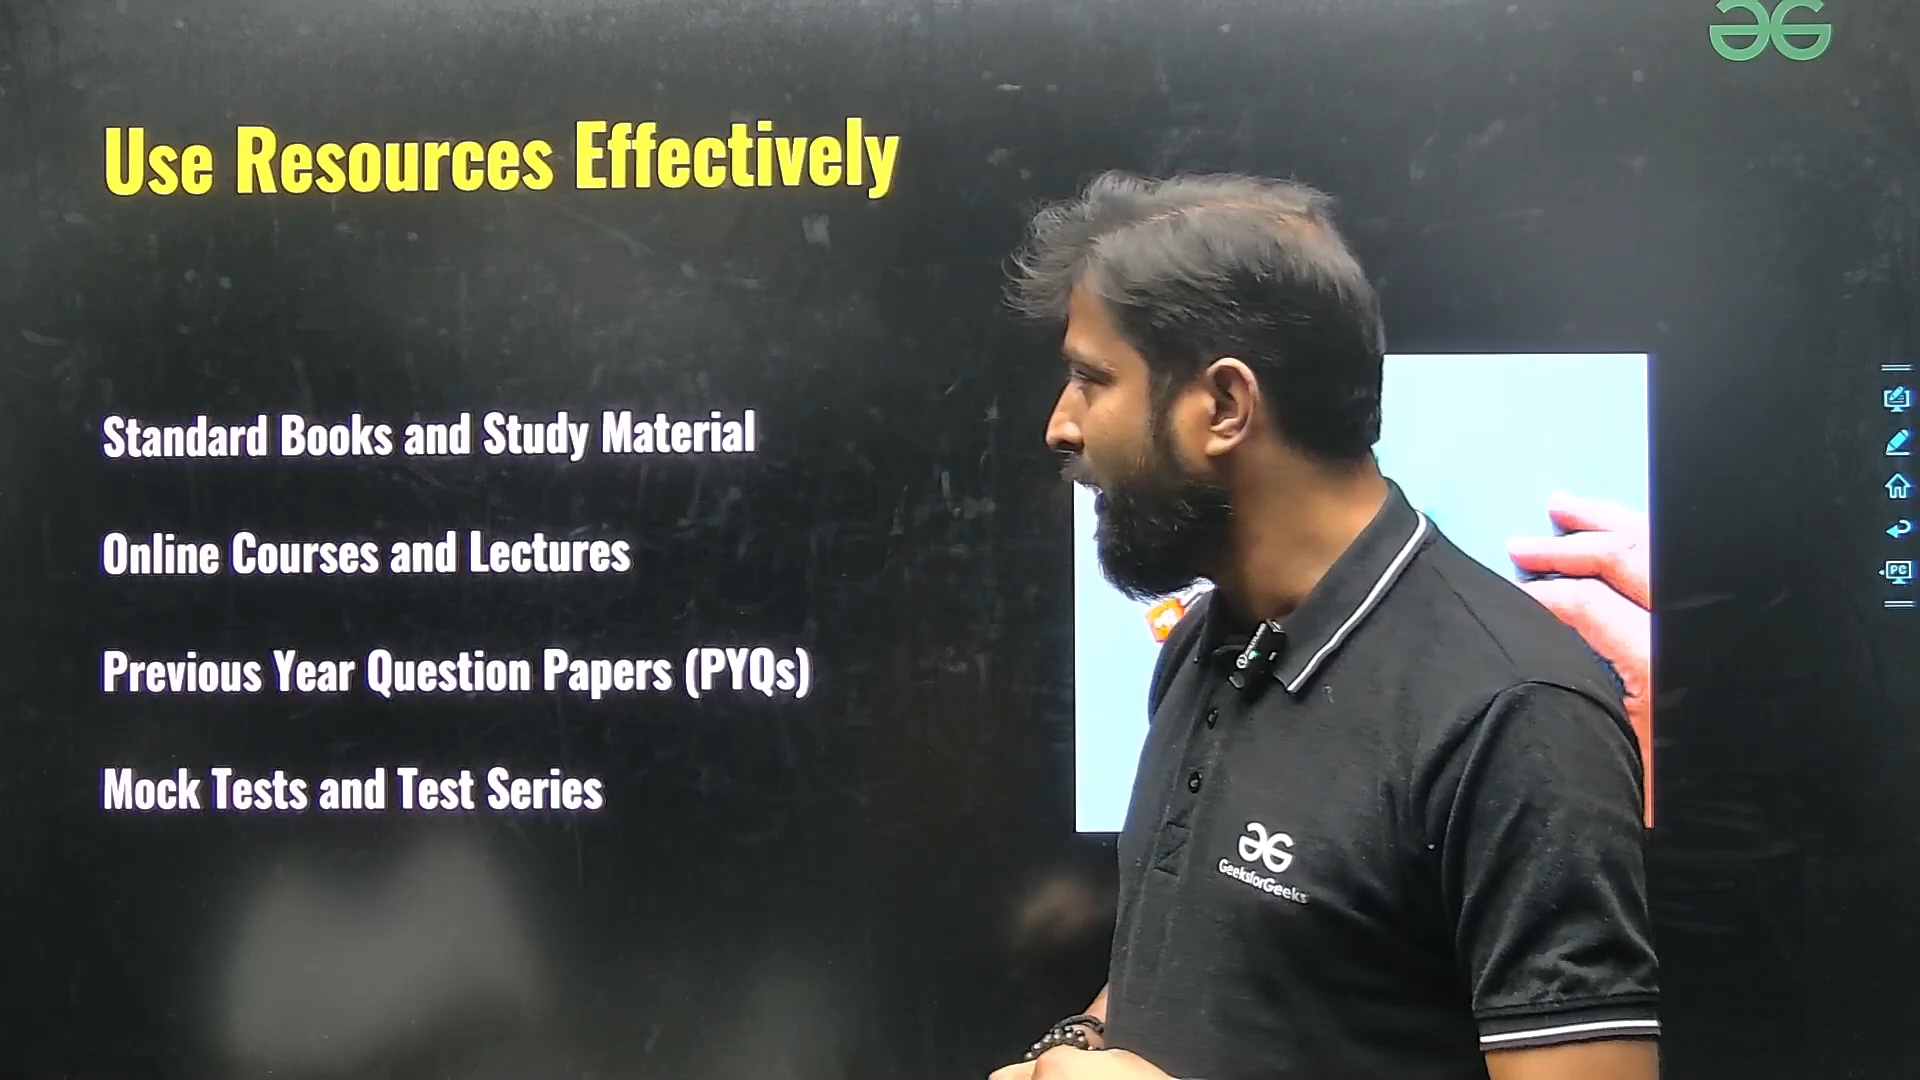 Use Resources Effectively
Standard Books and Study Material
Online Courses and Lectures
Previous Year Question Papers (PYQs)
Mock Tests and Test Series
GeeksforGeeks
PC